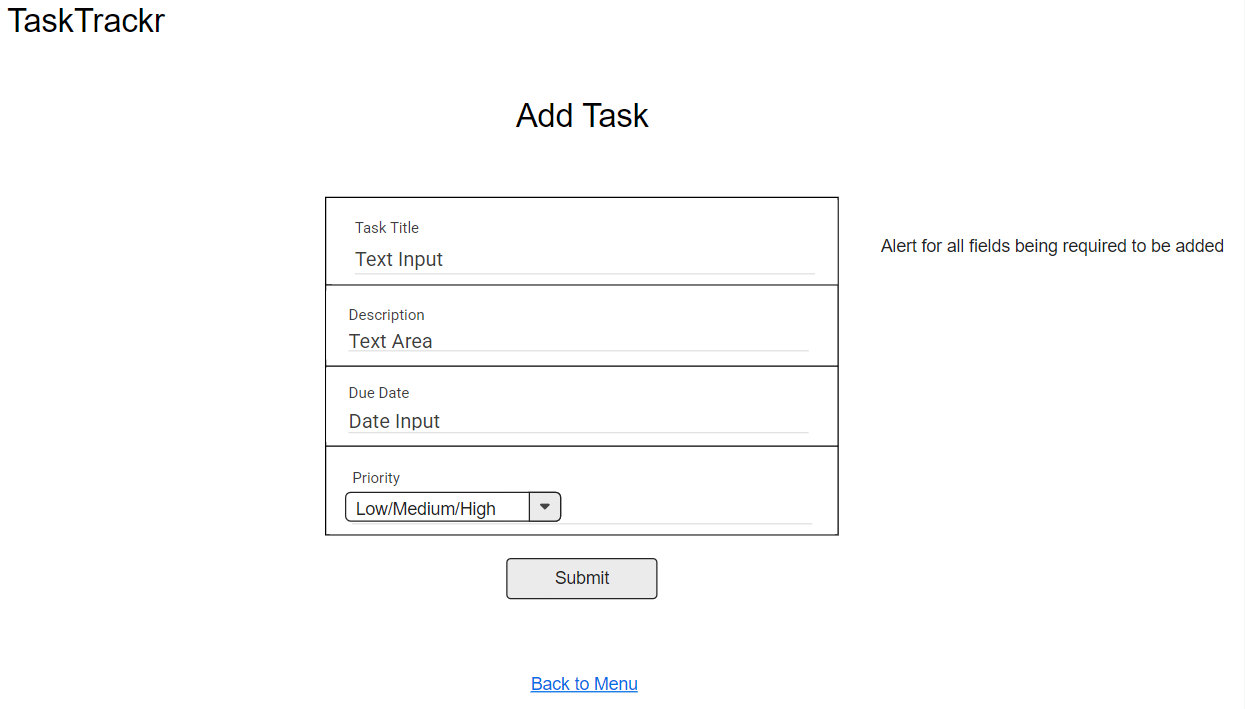 TaskTrackr
Add Task
Task Title
Text Input
Alert for all fields being required to be added
Description
Text Area
Due Date
Date Input
Priority
Low/Medium/High
Submit
Back to Menu